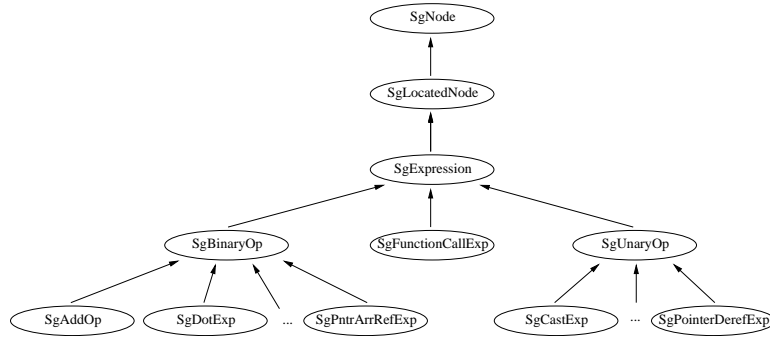 SgNode
SgLocatedNode
SgExpression
SgBinaryOp
SgFunctionCallExp
SgUnaryOp
SgAddOp
SgDotExp
...
SgPntrArrRefExp
SgCastExp
...
SgPointerDerefExp